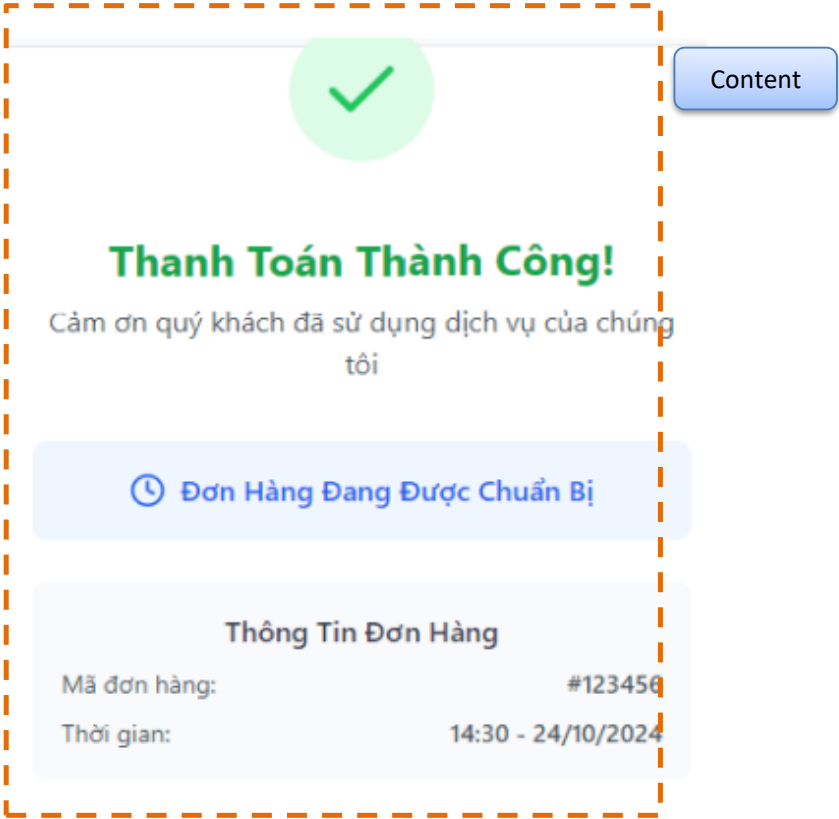 Content
Thanh Toán Thành Công!
Cảm ơn quý khách đã sử dụng dịch vụ của chúng
tôi
Đơn Hàng Đang Được Chuẩn Bị
Thông Tin Đơn Hàng
Mã đơn hàng: #123456
Thời gian: 14:30 - 24/10/2024